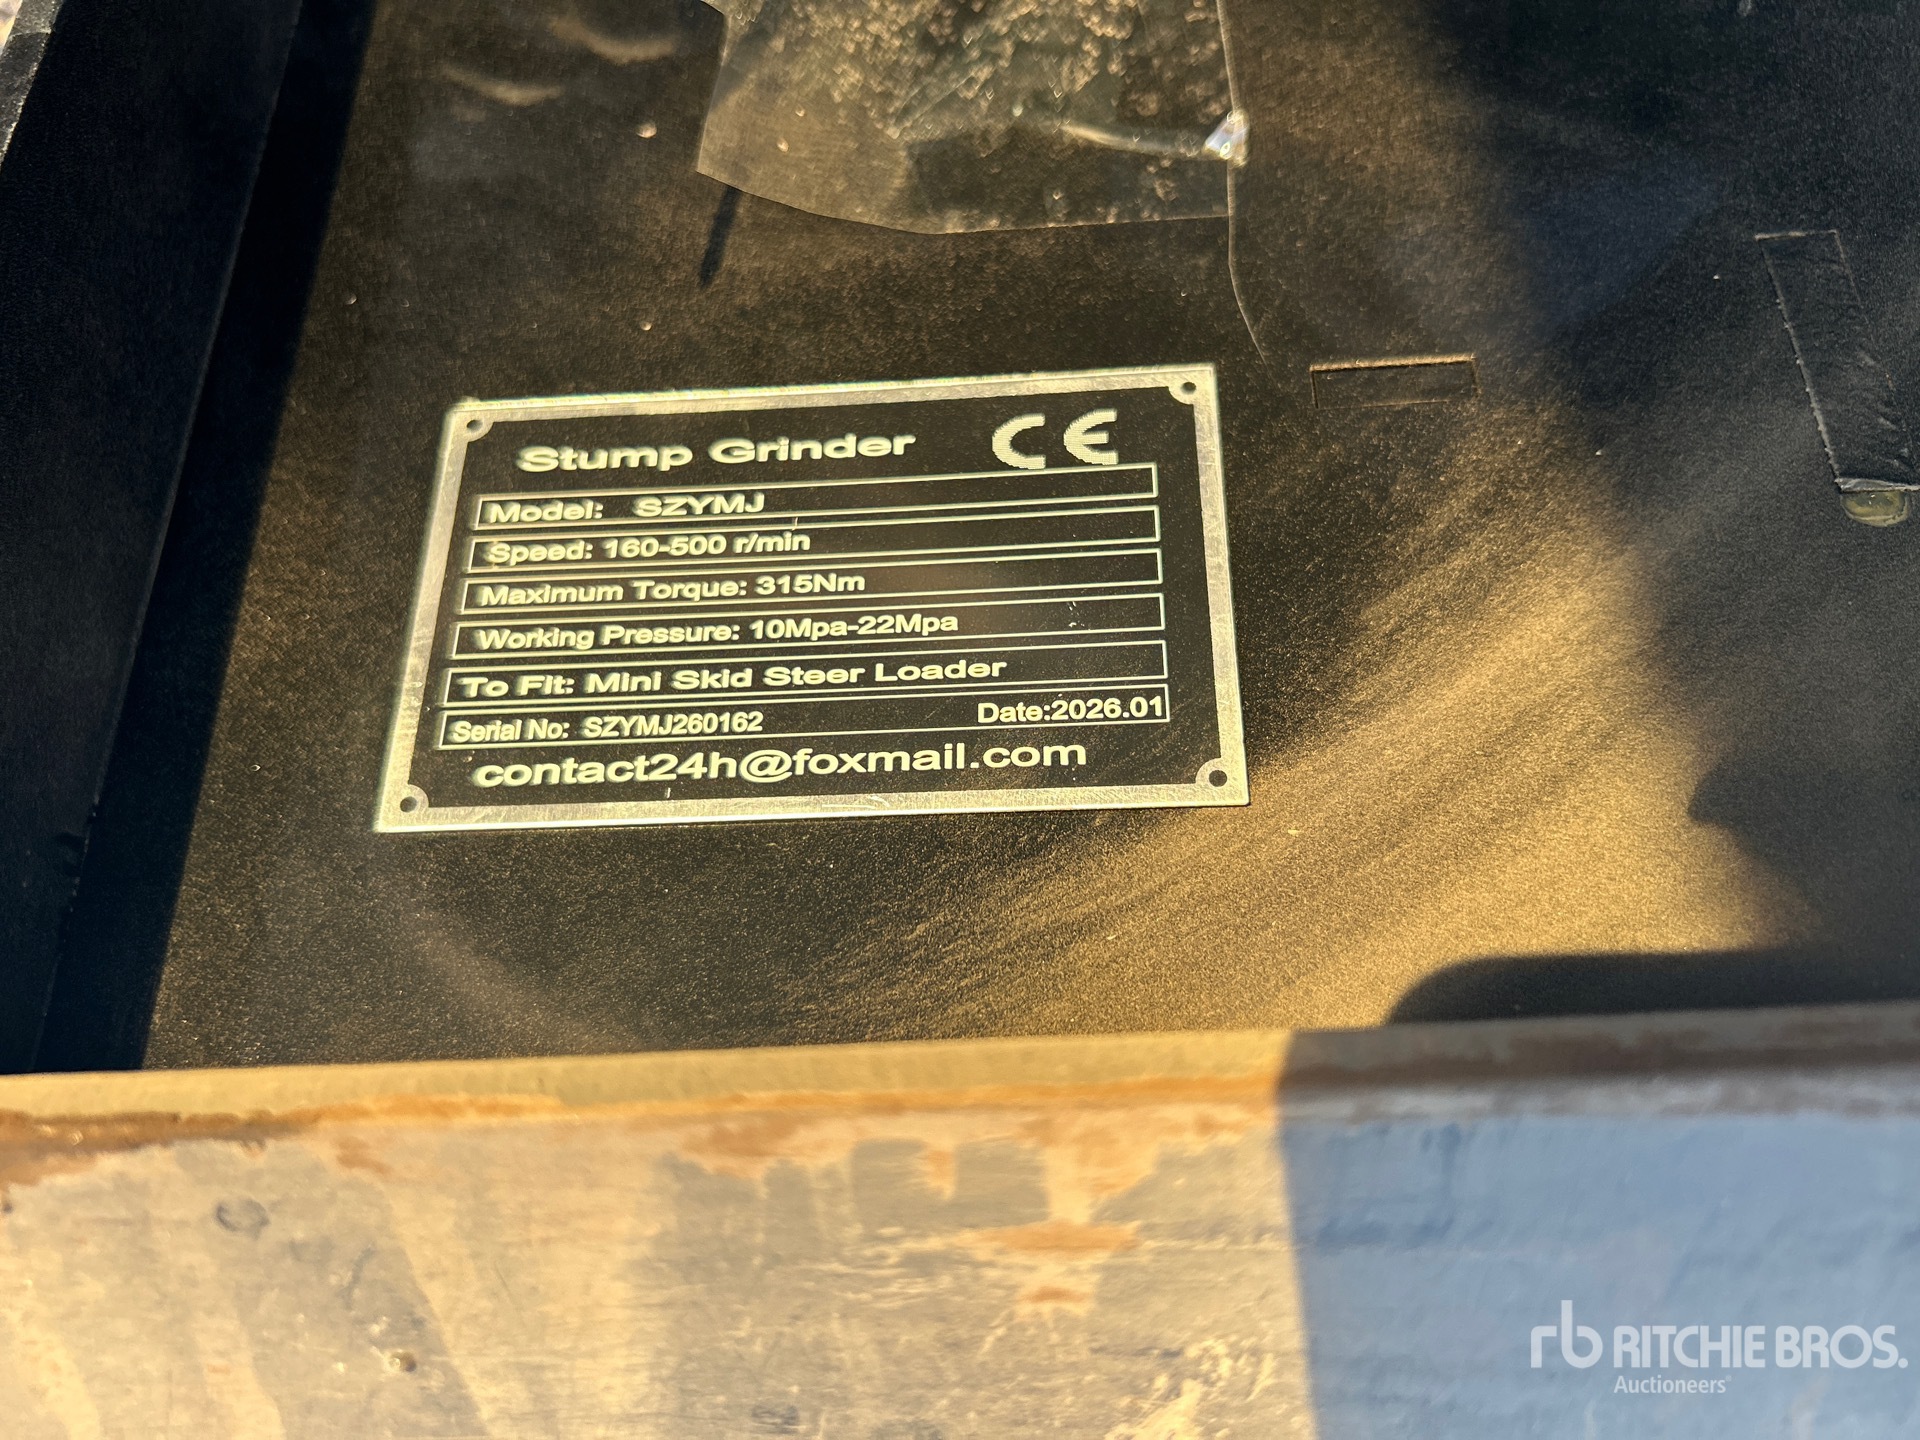 Stump Grinder CE
Model: SZYMJ
Speed: 160-500 r/min
Maximum Torque: 315Nm
Working Pressure: 10Mpa-22Mpa
To Fit: Mini Skid Steer Loader
Serial No: SZYMJ260162 Date:2026.01
contact24h@foxmail.com
rb RITCHIE BROS.
Auctioneers